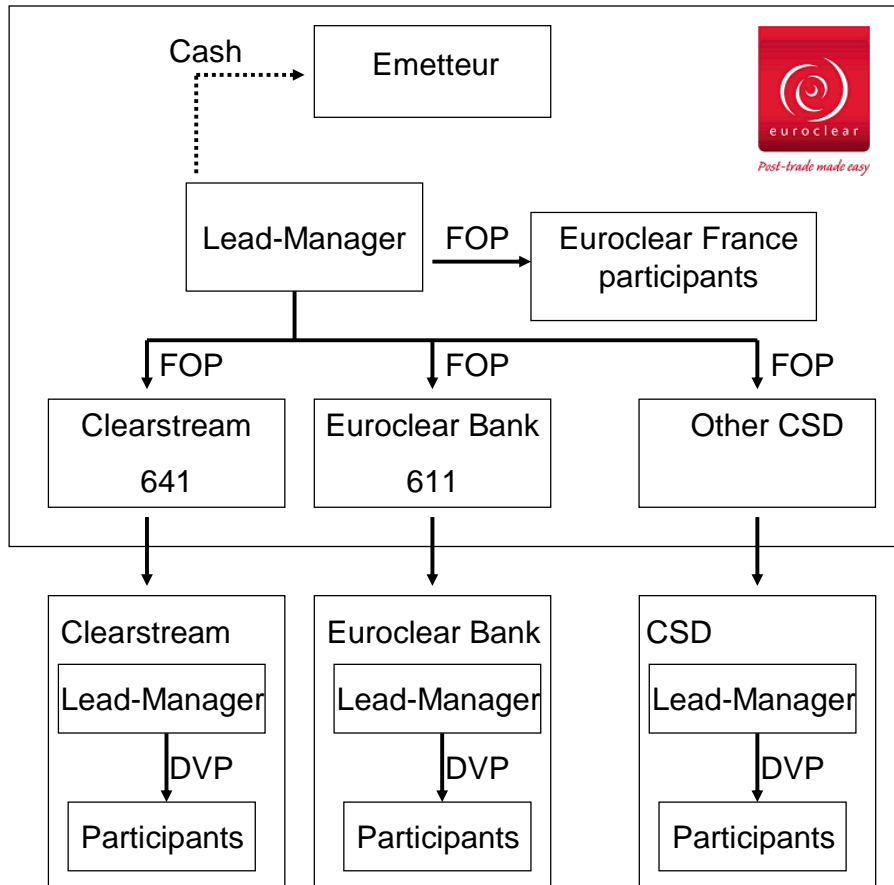 Cash
Emetteur
euroclear
Post-trade made easy
Lead-Manager
FOP
Euroclear France
participants
FOP
FOP
FOP
Clearstream
641
Euroclear Bank
611
Other CSD
Clearstream
Lead-Manager
DVP
Participants
Euroclear Bank
Lead-Manager
DVP
Participants
CSD
Lead-Manager
DVP
Participants